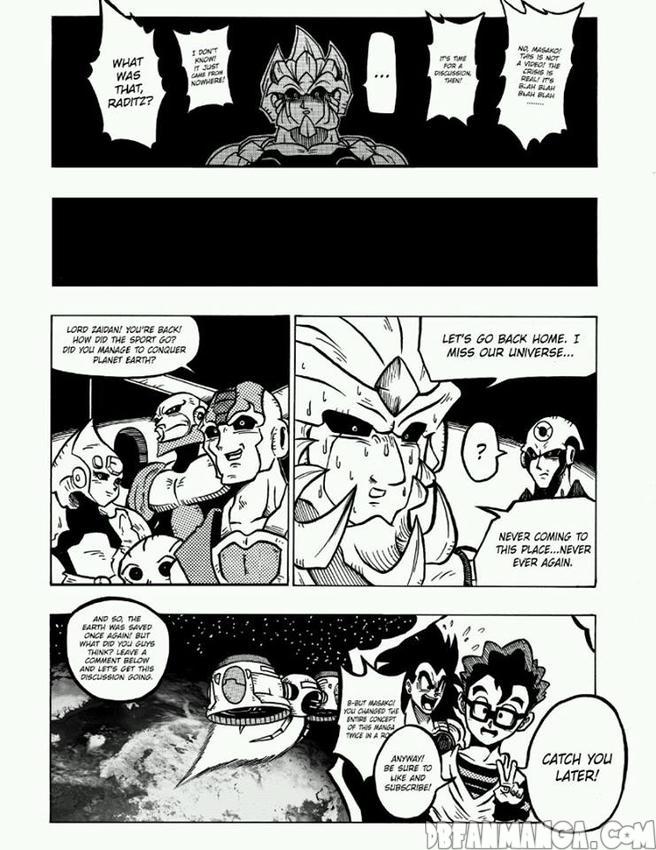 NO, MASAKO!
THIS IS NOT
A VIDEO! THE
CRISIS IS
REAL! IT'S
BLAH BLAH
BLAH BLAH
........
IT'S TIME
FOR A
DISCUSSION,
THEN!
...
I DON'T
KNOW!
IT JUST
CAME FROM
NOWHERE!
WHAT
WAS
THAT,
RADITZ?
LORD ZAIDAN! YOU'RE BACK!
HOW DID THE SPORT GO?
DID YOU MANAGE TO CONQUER
PLANET EARTH?
LET'S GO BACK HOME. I
MISS OUR UNIVERSE...
?
NEVER COMING TO
THIS PLACE...NEVER
EVER AGAIN.
AND SO, THE
EARTH WAS SAVED
ONCE AGAIN! BUT
WHAT DID YOU GUYS
THINK? LEAVE A
COMMENT BELOW
AND LET'S GET THIS
DISCUSSION GOING.
B-BUT MASAKO!
YOU CHANGED THE
ENTIRE CONCEPT
OF THIS MANGA
TWICE IN A RO
ANYWAY!
BE SURE TO
LIKE AND
SUBSCRIBE!
CATCH YOU
LATER!
DBFANMANGA.COM